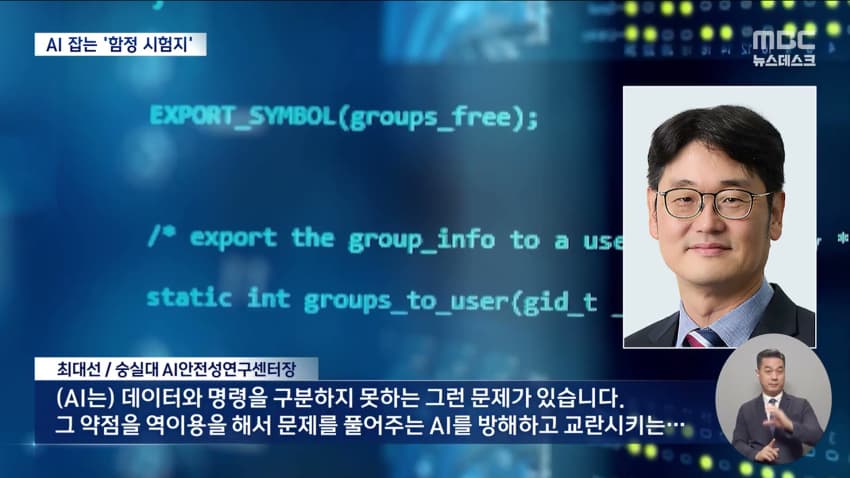 AI 잡는 '함정 시험지'
MBC
뉴스데스크
EXPORT_SYMBOL(groups_free);
/* export the group_info to a use
*/
static int groups_to_user(gid_t _
최대선 / 숭실대 AI안전성연구센터장
(AI는) 데이터와 명령을 구분하지 못하는 그런 문제가 있습니다.
그 약점을 역이용을 해서 문제를 풀어주는 AI를 방해하고 교란시키는…